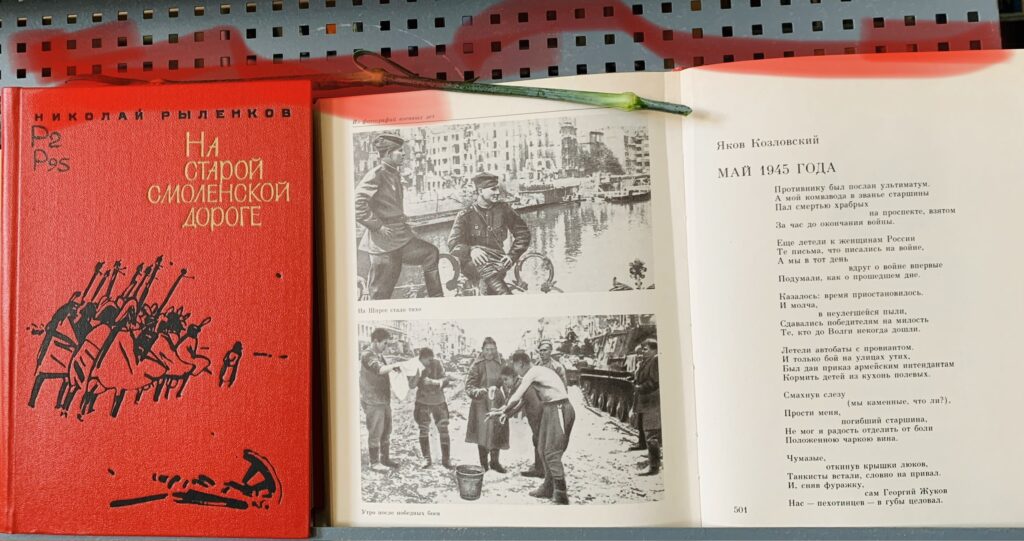 НИКОЛАЙ РЫЛЕНКОВ
Р2
Р95
НА
СТАРОЙ
СМОЛЕНСКОЙ
ДОРОГЕ
Из фотографий военных лет
На Шпрее стало тихо
Утро после победных боев
Яков Козловский
МАЙ 1945 ГОДА
Противнику был послан ультиматум.
А мой комвзвода в званье старшины
Пал смертью храбрых
на проспекте, взятом
За час до окончания войны.
Еще летели к женщинам России
Те письма, что писались на войне,
А мы в тот день
вдруг о войне впервые
Подумали, как о прошедшем дне.
Казалось: время приостановилось.
И молча,
в неулегшейся пыли,
Сдавались победителям на милость
Те, кто до Волги некогда дошли.
Летели автобаты с провиантом.
И только бой на улицах утих,
Был дан приказ армейским интендантам
Кормить детей из кухонь полевых.
Смахнув слезу
(мы каменные, что ли?),
Прости меня,
погибший старшина,
Не мог я радость отделить от боли
Положенною чаркою вина.
Чумазые,
откинув крышки люков,
Танкисты встали, словно на привал.
И, сняв фуражку,
сам Георгий Жуков
Нас — пехотинцев — в губы целовал.
501